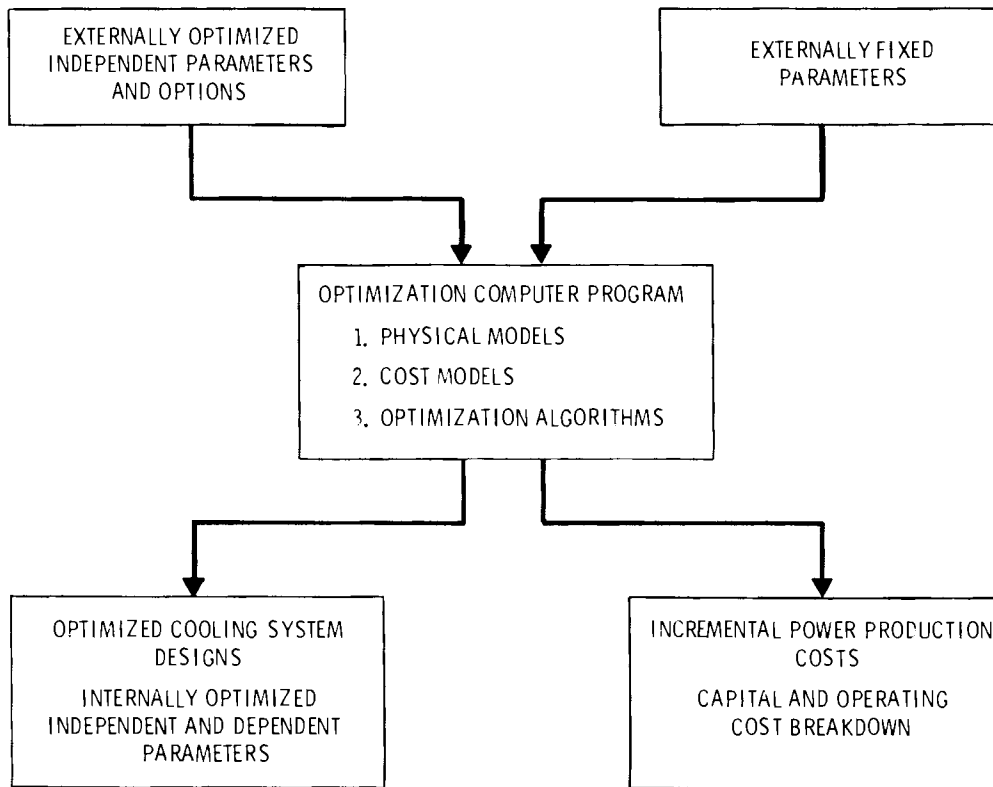 EXTERNALLY OPTIMIZED
INDEPENDENT PARAMETERS
AND OPTIONS
EXTERNALLY FIXED
PARAMETERS
OPTIMIZATION COMPUTER PROGRAM
1. PHYSICAL MODELS
2. COST MODELS
3. OPTIMIZATION ALGORITHMS
OPTIMIZED COOLING SYSTEM
DESIGNS
INTERNALLY OPTIMIZED
INDEPENDENT AND DEPENDENT
PARAMETERS
INCREMENTAL POWER PRODUCTION
COSTS
CAPITAL AND OPERATING
COST BREAKDOWN